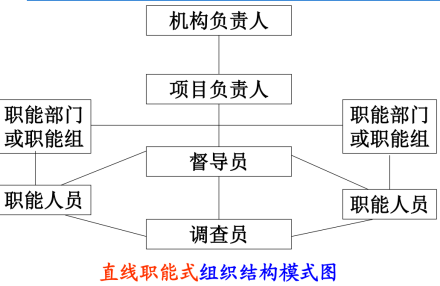 机构负责人
项目负责人
职能部门
或职能组
职能部门
或职能组
督导员
职能人员
职能人员
调查员
直线职能式组织结构模式图